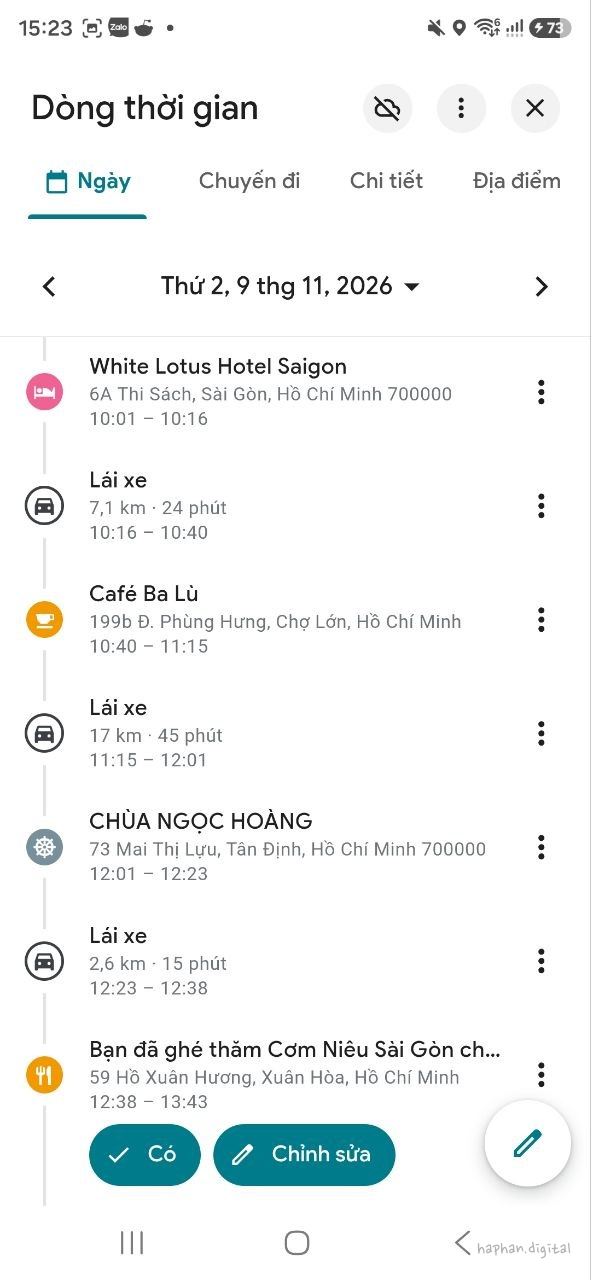 15:23 Zalo 6 73
Dòng thời gian
Ngày Chuyến đi Chi tiết Địa điểm
Thứ 2, 9 thg 11, 2026
White Lotus Hotel Saigon
6A Thi Sách, Sài Gòn, Hồ Chí Minh 700000
10:01 – 10:16
Lái xe
7,1 km · 24 phút
10:16 – 10:40
Café Ba Lù
199b Đ. Phùng Hưng, Chợ Lớn, Hồ Chí Minh
10:40 – 11:15
Lái xe
17 km · 45 phút
11:15 – 12:01
CHÙA NGỌC HOÀNG
73 Mai Thị Lựu, Tân Định, Hồ Chí Minh 700000
12:01 – 12:23
Lái xe
2,6 km · 15 phút
12:23 – 12:38
Bạn đã ghé thăm Cơm Niêu Sài Gòn ch...
59 Hồ Xuân Hương, Xuân Hòa, Hồ Chí Minh
12:38 – 13:43
Có Chỉnh sửa
haphan.digital